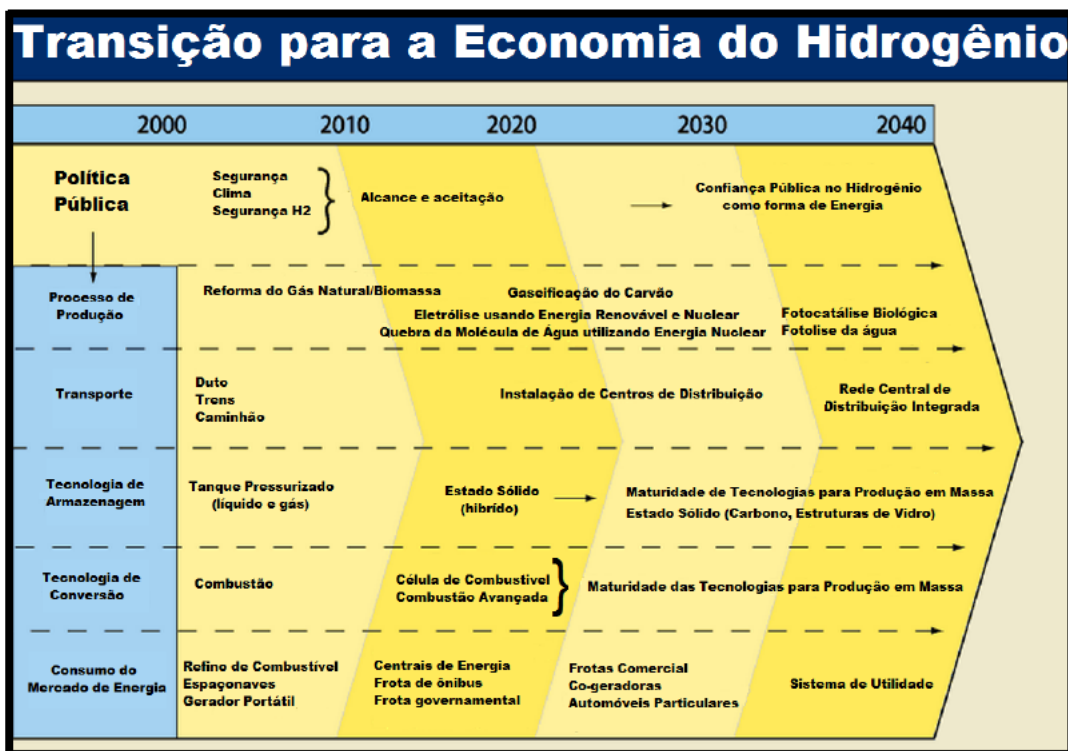 Transição para a Economia do Hidrogênio
2000 2010 2020 2030 2040
Política
Pública
Segurança
Clima
Segurança H2
Alcance e aceitação
Confiança Pública no Hidrogênio
como forma de Energia
Processo de
Produção
Reforma do Gás Natural/Biomassa
Gaseificação do Carvão
Eletrólise usando Energia Renovável e Nuclear
Quebra da Molécula de Água utilizando Energia Nuclear
Fotocatálise Biológica
Fotolise da água
Transporte
Duto
Trens
Caminhão
Instalação de Centros de Distribuição
Rede Central de
Distribuição Integrada
Tecnologia de
Armazenagem
Tanque Pressurizado
(líquido e gás)
Estado Sólido
(hibrído)
Maturidade de Tecnologias para Produção em Massa
Estado Sólido (Carbono, Estruturas de Vidro)
Tecnologia de
Conversão
Combustão
Célula de Combustível
Combustão Avançada
Maturidade das Tecnologias para Produção em Massa
Consumo do
Mercado de Energia
Refino de Combustível
Espaçonaves
Gerador Portátil
Centrais de Energia
Frota de ônibus
Frota governamental
Frotas Comercial
Co-geradoras
Automóveis Particulares
Sistema de Utilidade